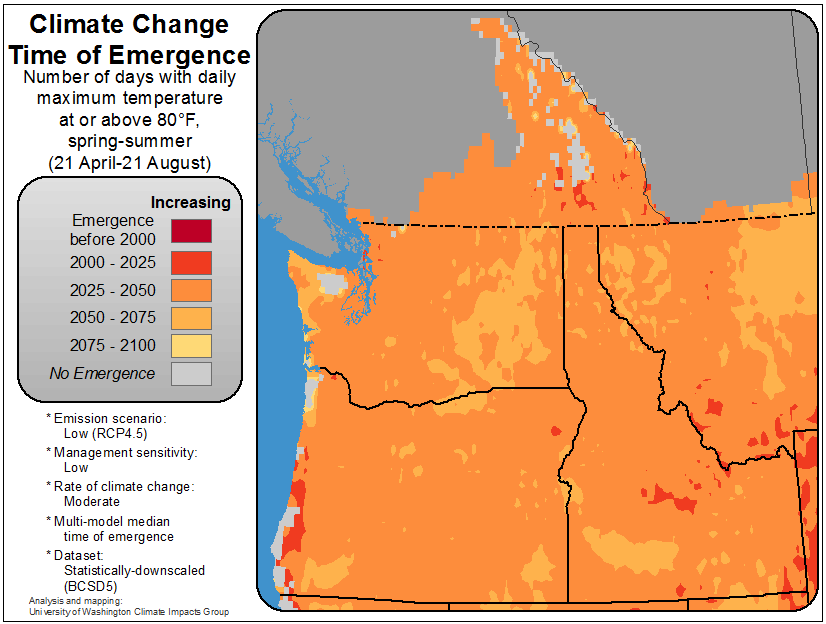 Climate Change
Time of Emergence
Number of days with daily
maximum temperature
at or above 80°F,
spring-summer
(21 April-21 August)
Increasing
Emergence
before 2000
2000 - 2025
2025 - 2050
2050 - 2075
2075 - 2100
No Emergence
* Emission scenario:
Low (RCP4.5)
* Management sensitivity:
Low
* Rate of climate change:
Moderate
* Multi-model median
time of emergence
* Dataset:
Statistically-downscaled
(BCSD5)
Analysis and mapping:
University of Washington Climate Impacts Group